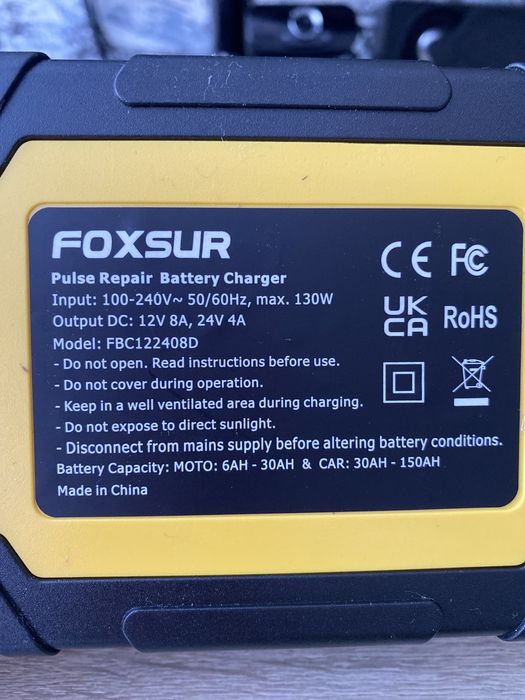 FOXSUR
Pulse Repair Battery Charger
Input: 100-240V~ 50/60Hz, max. 130W
Output DC: 12V 8A, 24V 4A
Model: FBC122408D
- Do not open. Read instructions before use.
- Do not cover during operation.
- Keep in a well ventilated area during charging.
- Do not expose to direct sunlight.
- Disconnect from mains supply before altering battery conditions.
Battery Capacity: MOTO: 6AH - 30AH & CAR: 30AH - 150AH
Made in China
CE FC
UK
CA RoHS